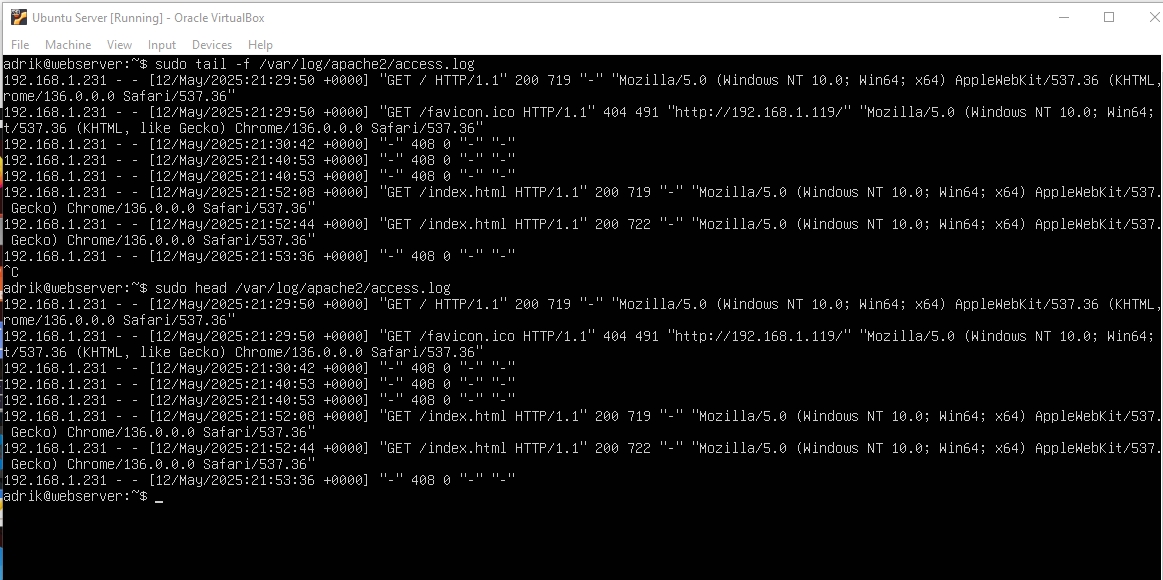 Ubuntu Server [Running] - Oracle VirtualBox
File Machine View Input Devices Help
adrik@webserver:~$ sudo tail -f /var/log/apache2/access.log
192.168.1.231 - - [12/May/2025:21:29:50 +0000] "GET / HTTP/1.1" 200 719 "-" "Mozilla/5.0 (Windows NT 10.0; Win64; x64) AppleWebKit/537.36 (KHTML,
rome/136.0.0.0 Safari/537.36"
192.168.1.231 - - [12/May/2025:21:29:50 +0000] "GET /favicon.ico HTTP/1.1" 404 491 "http://192.168.1.119/" "Mozilla/5.0 (Windows NT 10.0; Win64;
t/537.36 (KHTML, like Gecko) Chrome/136.0.0.0 Safari/537.36"
192.168.1.231 - - [12/May/2025:21:30:42 +0000] "-" 408 0 "-" "-"
192.168.1.231 - - [12/May/2025:21:40:53 +0000] "-" 408 0 "-" "-"
192.168.1.231 - - [12/May/2025:21:40:53 +0000] "-" 408 0 "-" "-"
192.168.1.231 - - [12/May/2025:21:52:08 +0000] "GET /index.html HTTP/1.1" 200 719 "-" "Mozilla/5.0 (Windows NT 10.0; Win64; x64) AppleWebKit/537.
Gecko) Chrome/136.0.0.0 Safari/537.36"
192.168.1.231 - - [12/May/2025:21:52:44 +0000] "GET /index.html HTTP/1.1" 200 722 "-" "Mozilla/5.0 (Windows NT 10.0; Win64; x64) AppleWebKit/537.
Gecko) Chrome/136.0.0.0 Safari/537.36"
192.168.1.231 - - [12/May/2025:21:53:36 +0000] "-" 408 0 "-" "-"
^C
adrik@webserver:~$ sudo head /var/log/apache2/access.log
192.168.1.231 - - [12/May/2025:21:29:50 +0000] "GET / HTTP/1.1" 200 719 "-" "Mozilla/5.0 (Windows NT 10.0; Win64; x64) AppleWebKit/537.36 (KHTML,
rome/136.0.0.0 Safari/537.36"
192.168.1.231 - - [12/May/2025:21:29:50 +0000] "GET /favicon.ico HTTP/1.1" 404 491 "http://192.168.1.119/" "Mozilla/5.0 (Windows NT 10.0; Win64;
t/537.36 (KHTML, like Gecko) Chrome/136.0.0.0 Safari/537.36"
192.168.1.231 - - [12/May/2025:21:30:42 +0000] "-" 408 0 "-" "-"
192.168.1.231 - - [12/May/2025:21:40:53 +0000] "-" 408 0 "-" "-"
192.168.1.231 - - [12/May/2025:21:40:53 +0000] "-" 408 0 "-" "-"
192.168.1.231 - - [12/May/2025:21:52:08 +0000] "GET /index.html HTTP/1.1" 200 719 "-" "Mozilla/5.0 (Windows NT 10.0; Win64; x64) AppleWebKit/537.
Gecko) Chrome/136.0.0.0 Safari/537.36"
192.168.1.231 - - [12/May/2025:21:52:44 +0000] "GET /index.html HTTP/1.1" 200 722 "-" "Mozilla/5.0 (Windows NT 10.0; Win64; x64) AppleWebKit/537.
Gecko) Chrome/136.0.0.0 Safari/537.36"
192.168.1.231 - - [12/May/2025:21:53:36 +0000] "-" 408 0 "-" "-"
adrik@webserver:~$ _